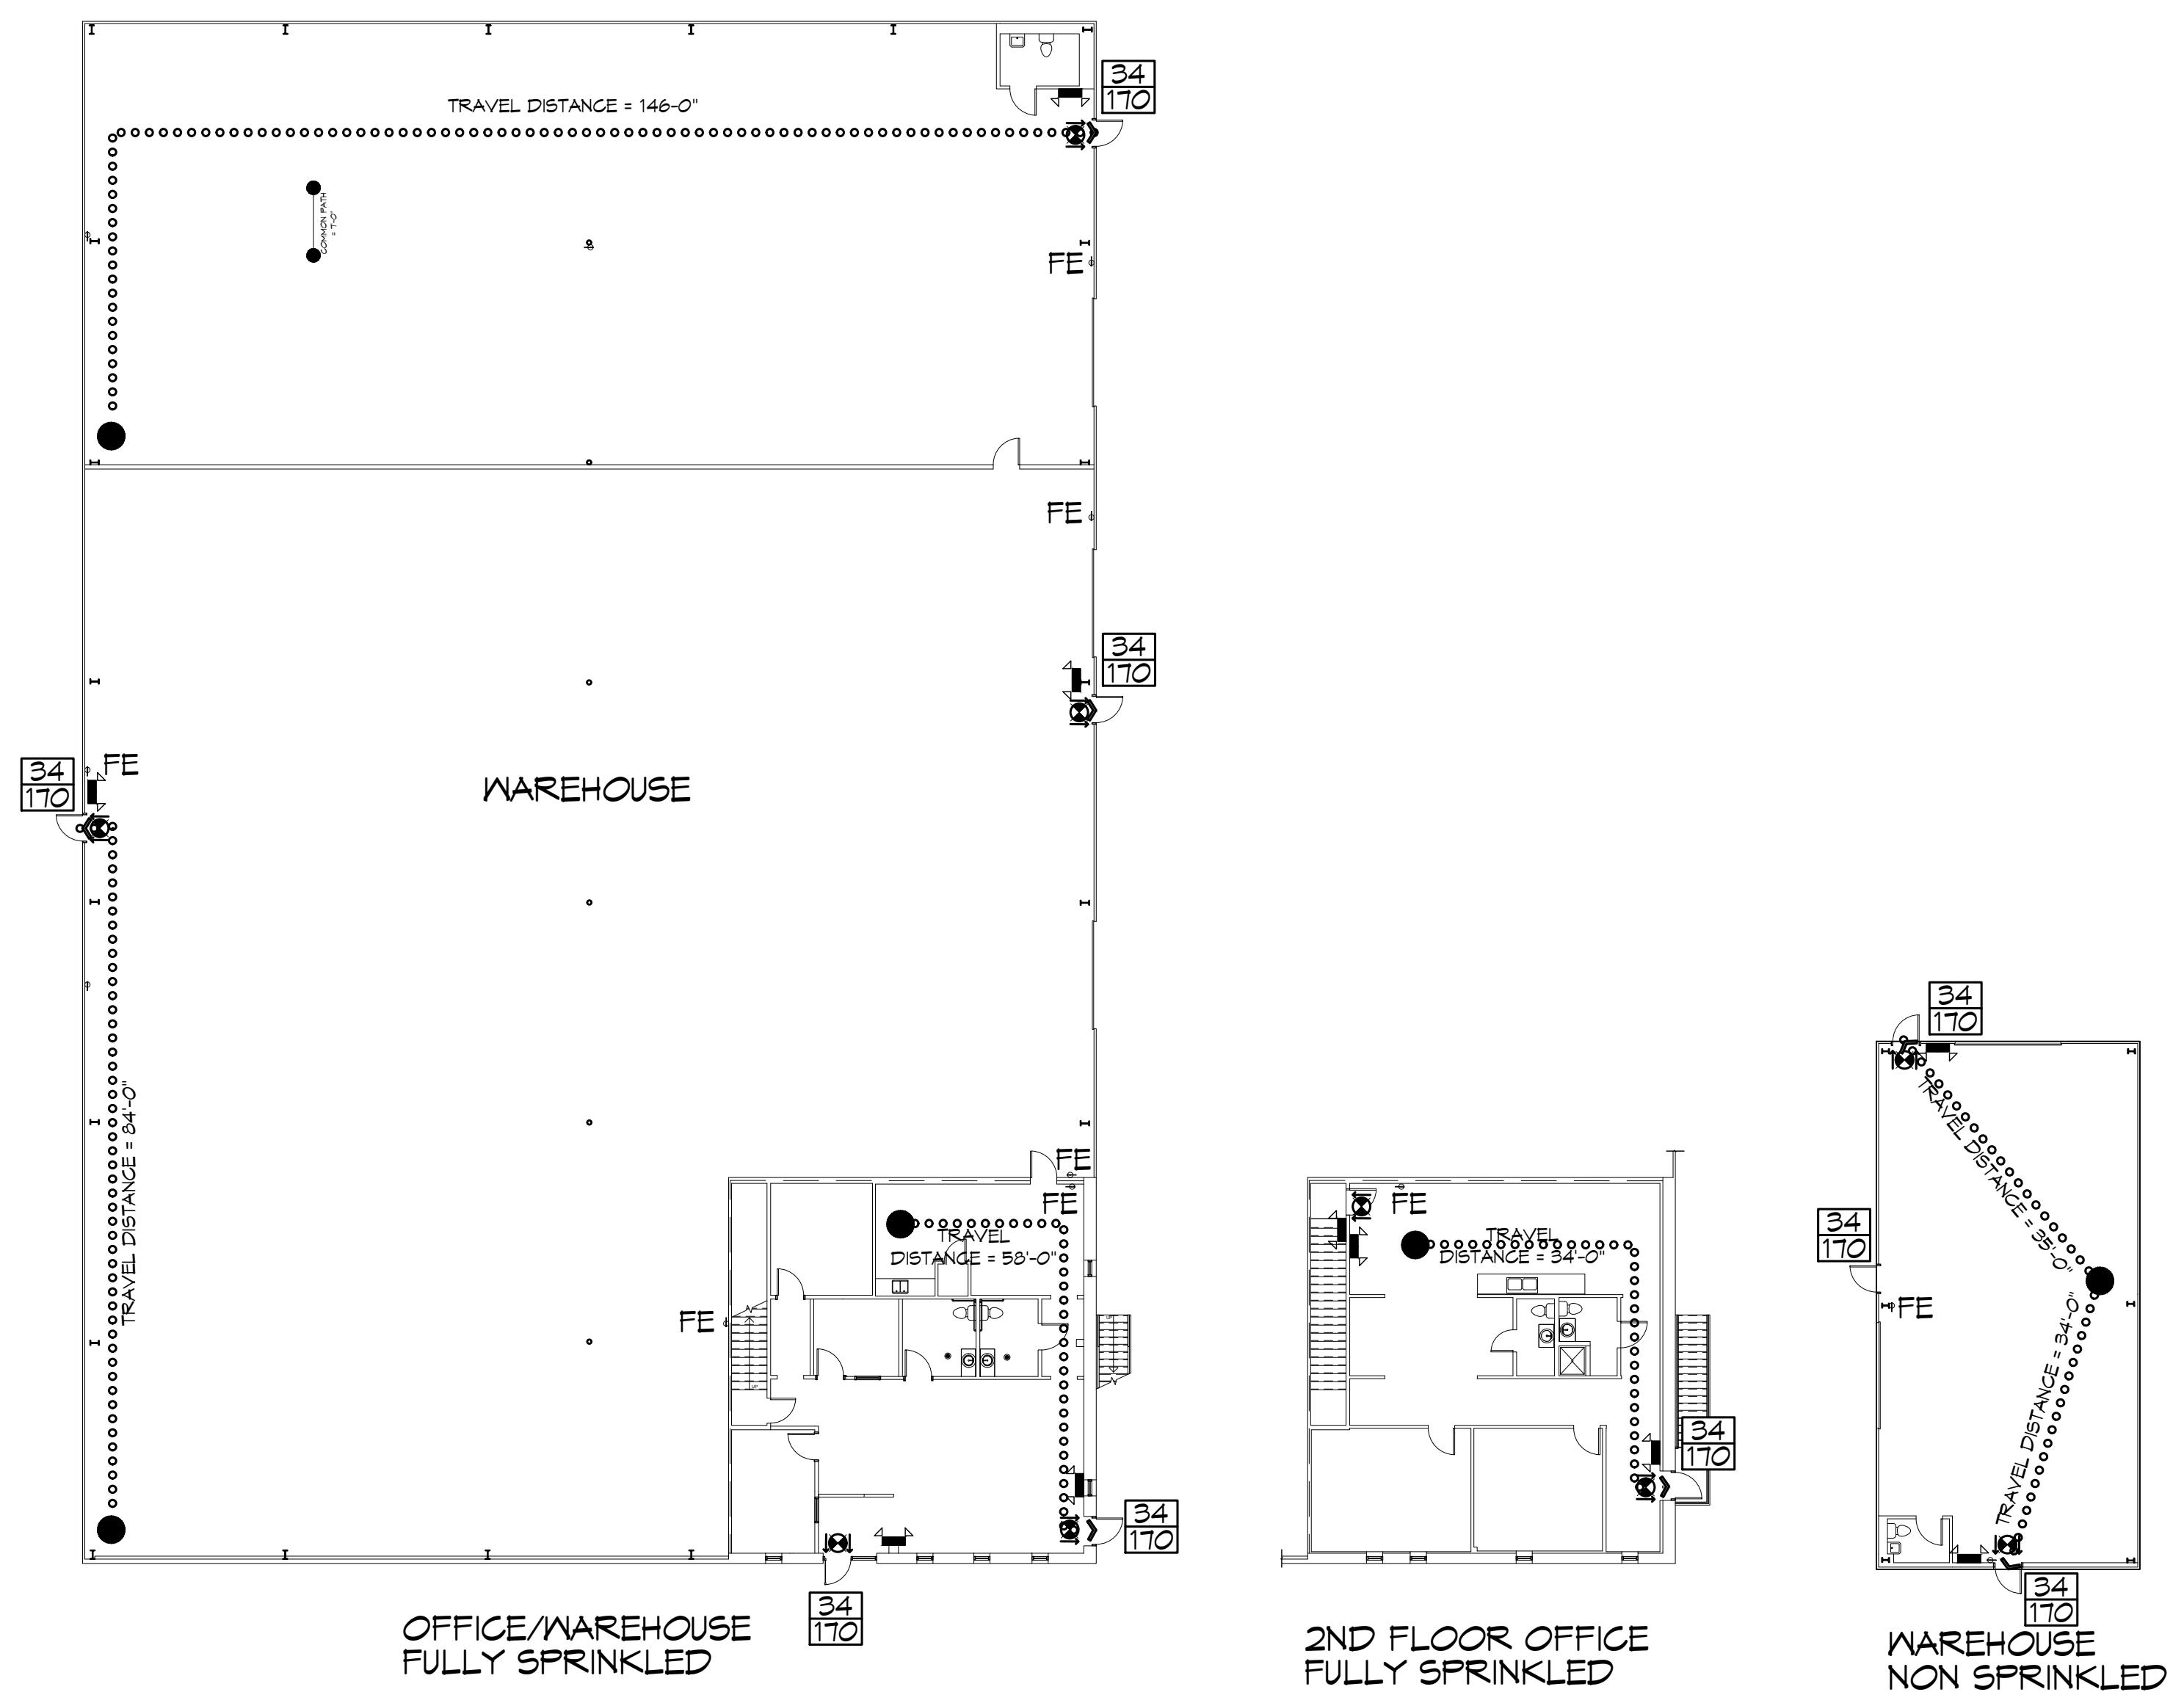 34
170
TRAVEL DISTANCE = 146'-0"
COMMON PATH
= 7'-0"
FE
FE
34
170
34
170
FE
WAREHOUSE
TRAVEL DISTANCE = 84'-0"
FE
FE
TRAVEL
DISTANCE = 58'-0"
FE
UP
34
170
34
170
OFFICE/WAREHOUSE
FULLY SPRINKLED
FE
TRAVEL
DISTANCE = 34'-0"
34
170
2ND FLOOR OFFICE
FULLY SPRINKLED
34
170
TRAVEL DISTANCE = 35'-0"
34
170
FE
TRAVEL DISTANCE = 34'-0"
34
170
WAREHOUSE
NON SPRINKLED